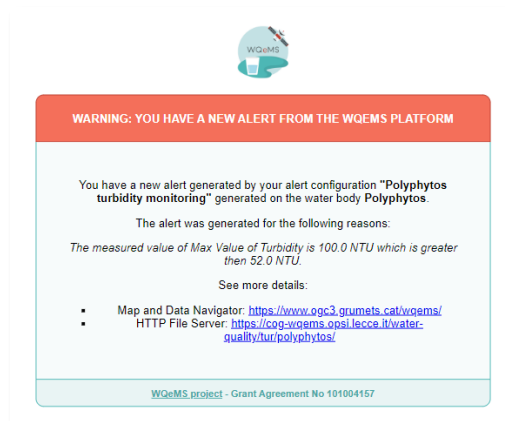 WQeMS
WARNING: YOU HAVE A NEW ALERT FROM THE WQEMS PLATFORM
You have a new alert generated by your alert configuration "Polyphytos
turbidity monitoring" generated on the water body Polyphytos.
The alert was generated for the following reasons:
The measured value of Max Value of Turbidity is 100.0 NTU which is greater
then 52.0 NTU.
See more details:
▪ Map and Data Navigator: https://www.ogc3.grumets.cat/wqems/
▪ HTTP File Server: https://cog-wqems.opsi.lecce.it/water-
quality/tur/polyphytos/
WQeMS project - Grant Agreement No 101004157